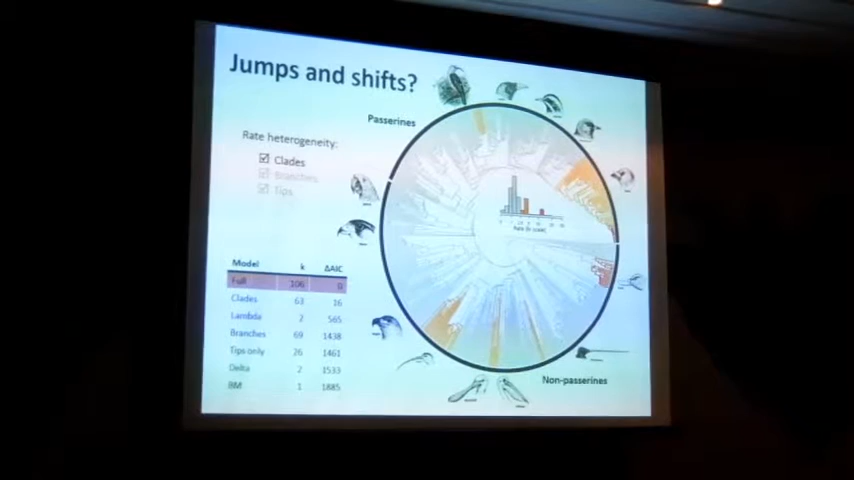 Jumps and shifts?
Passerines
Rate heterogeneity:
Clades
Branches
Tips
Model k ΔAIC
Full 106 0
Clades 63 16
Lambda 2 565
Branches 69 1438
Tips only 26 1461
Delta 2 1533
BM 1 1885
Non-passerines